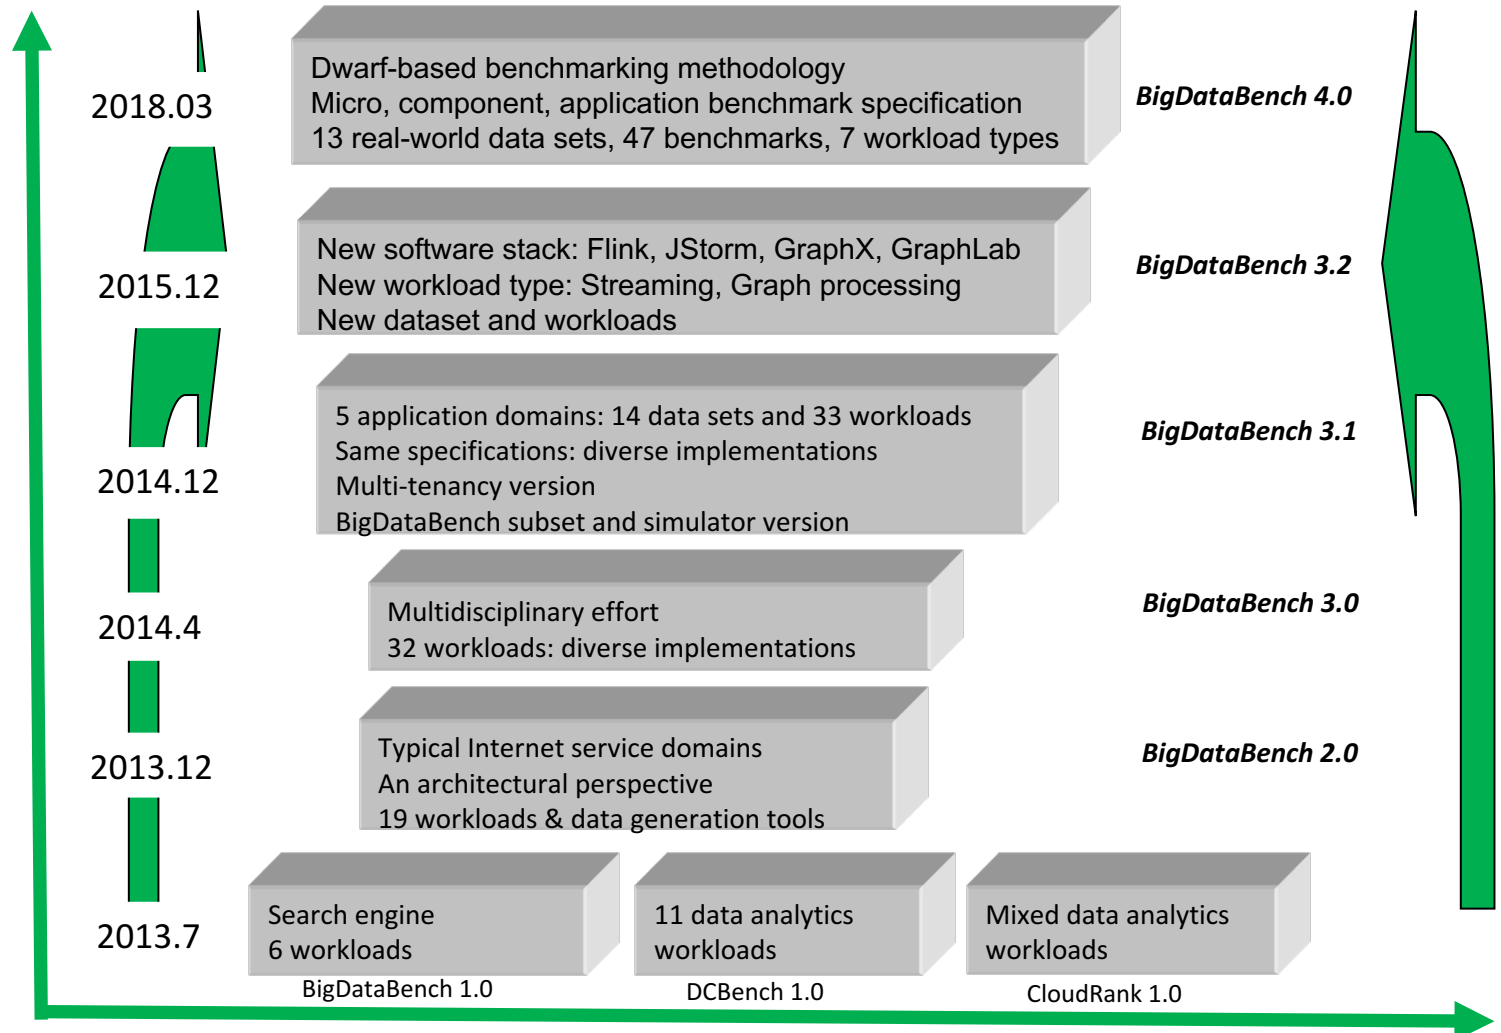 2018.03
Dwarf-based benchmarking methodology
Micro, component, application benchmark specification
13 real-world data sets, 47 benchmarks, 7 workload types
BigDataBench 4.0
2015.12
New software stack: Flink, JStorm, GraphX, GraphLab
New workload type: Streaming, Graph processing
New dataset and workloads
BigDataBench 3.2
2014.12
5 application domains: 14 data sets and 33 workloads
Same specifications: diverse implementations
Multi-tenancy version
BigDataBench subset and simulator version
BigDataBench 3.1
2014.4
Multidisciplinary effort
32 workloads: diverse implementations
BigDataBench 3.0
2013.12
Typical Internet service domains
An architectural perspective
19 workloads & data generation tools
BigDataBench 2.0
2013.7
Search engine
6 workloads
BigDataBench 1.0
11 data analytics
workloads
DCBench 1.0
Mixed data analytics
workloads
CloudRank 1.0